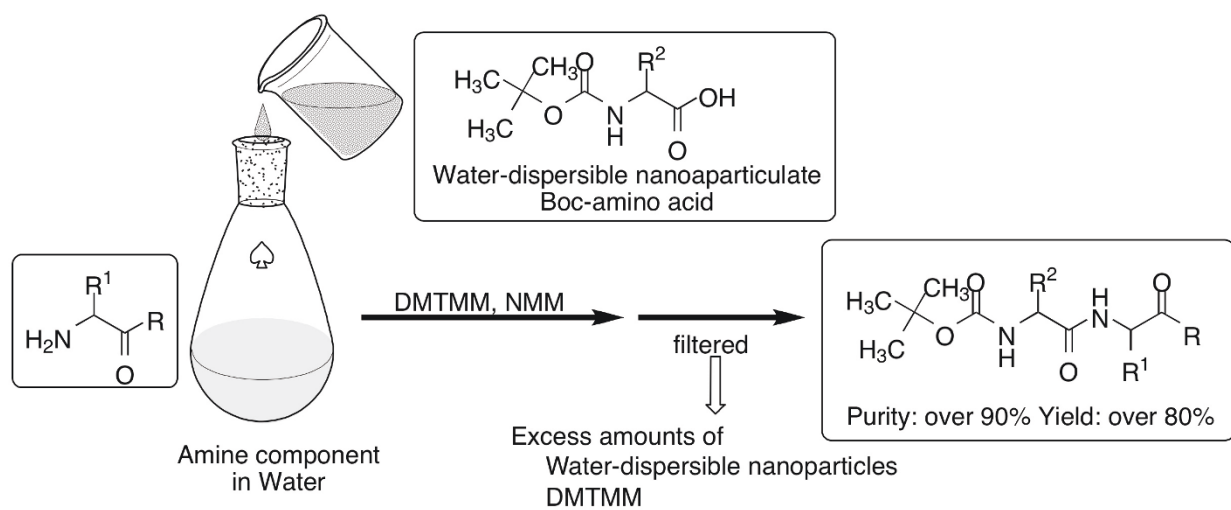 CH₃
O
R²
H₃C
OH
O
N
H
H₃C
O
Water-dispersible nanoaparticulate
Boc-amino acid
R¹
R
H₂N
O
Amine component
in Water
DMTMM, NMM
filtered
Excess amounts of
Water-dispersible nanoparticles
DMTMM
CH₃
O
R²
H
N
O
H₃C
O
N
H
R
H₃C
O
R¹
Purity: over 90% Yield: over 80%